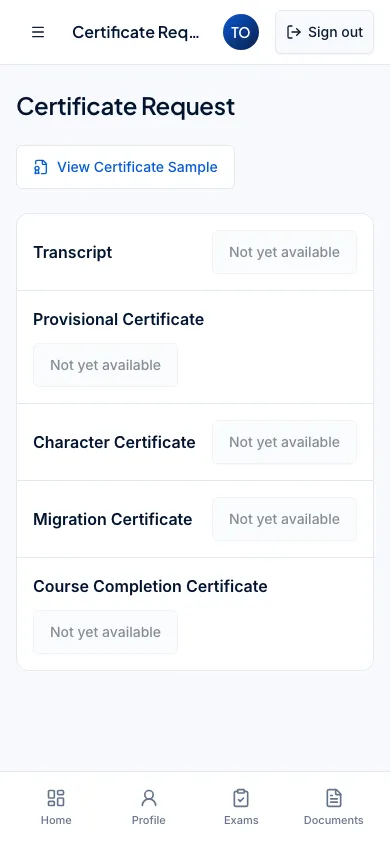 Certificate Req...
TO
Sign out
Certificate Request
View Certificate Sample
Transcript
Not yet available
Provisional Certificate
Not yet available
Character Certificate
Not yet available
Migration Certificate
Not yet available
Course Completion Certificate
Not yet available
Home
Profile
Exams
Documents